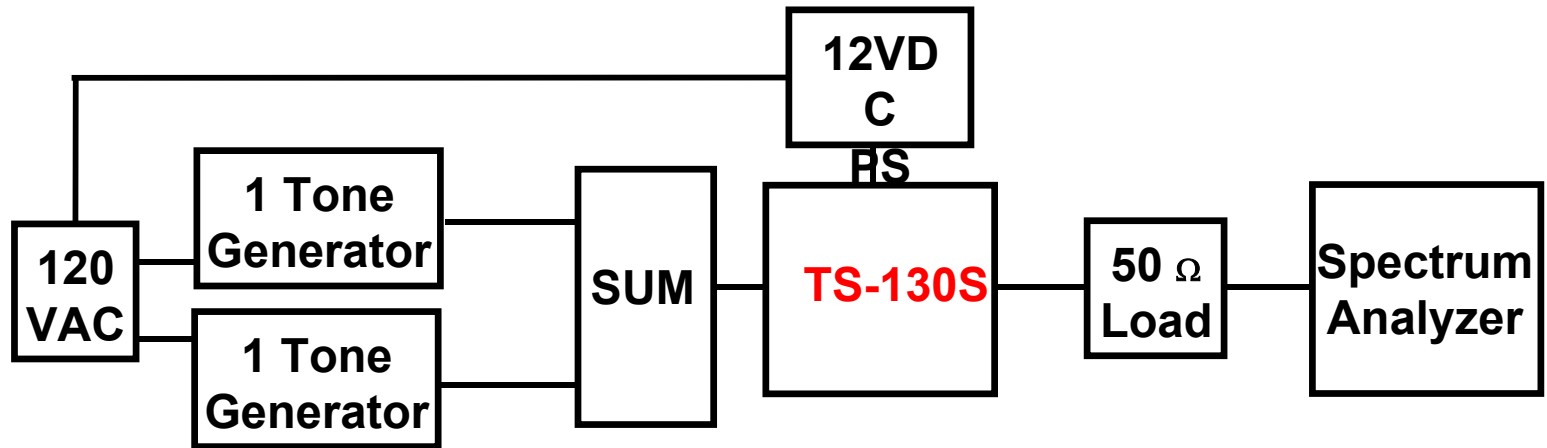 12VD
C
PS
1 Tone
Generator
120
VAC
1 Tone
Generator
SUM
TS-130S
50 Ω
Load
Spectrum
Analyzer